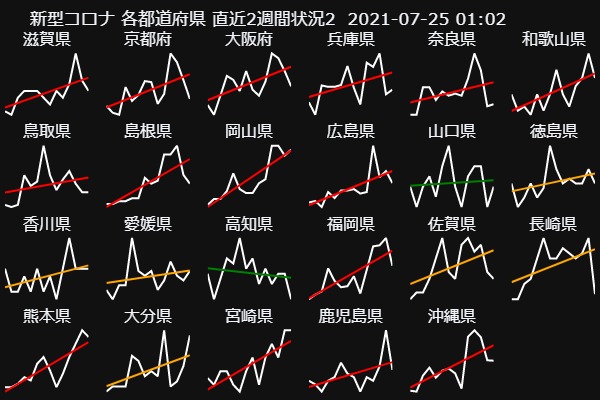 新型コロナ 各都道府県 直近2週間状況2 2021-07-25 01:02
滋賀県 京都府 大阪府 兵庫県 奈良県 和歌山県
鳥取県 島根県 岡山県 広島県 山口県 徳島県
香川県 愛媛県 高知県 福岡県 佐賀県 長崎県
熊本県 大分県 宮崎県 鹿児島県 沖縄県